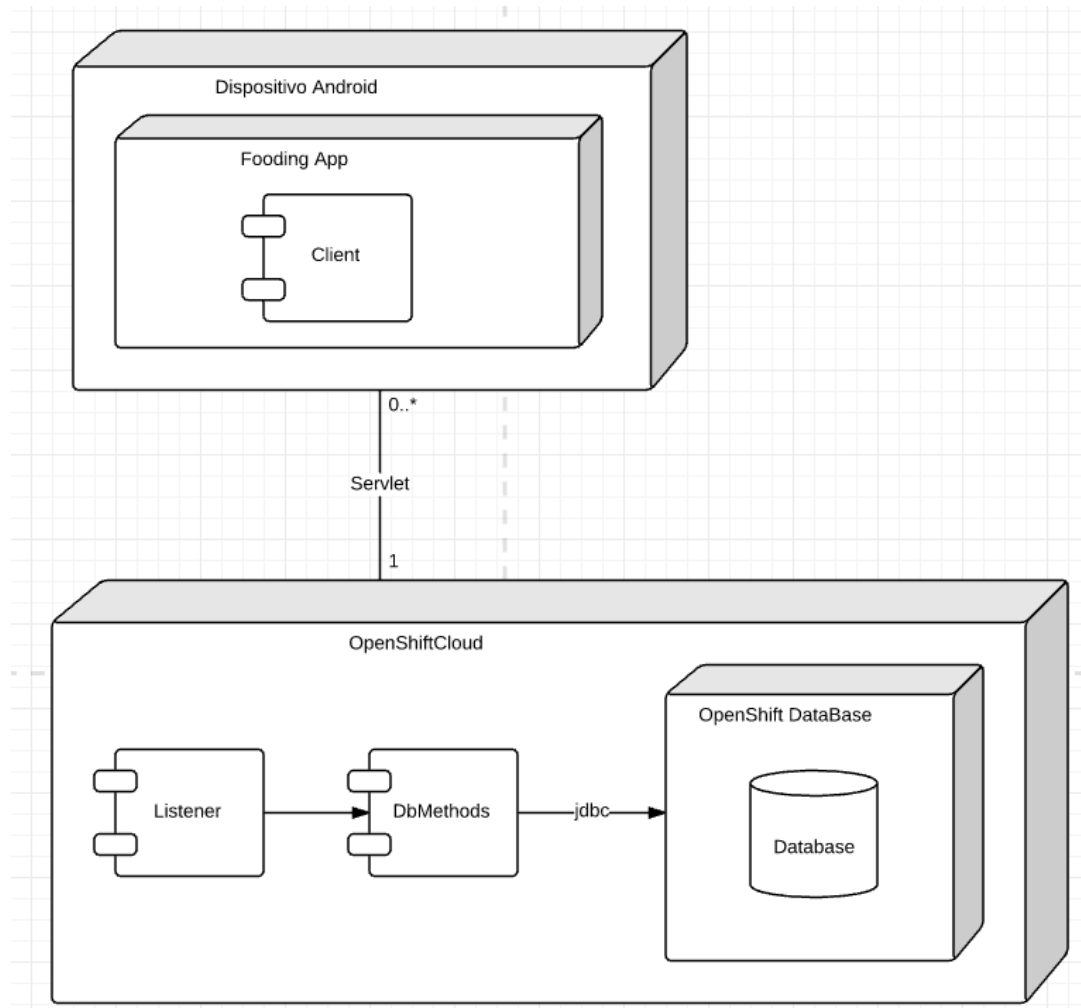 Dispositivo Android
Fooding App
Client
0..*
Servlet
1
OpenShiftCloud
OpenShift DataBase
Listener
DbMethods
jdbc
Database